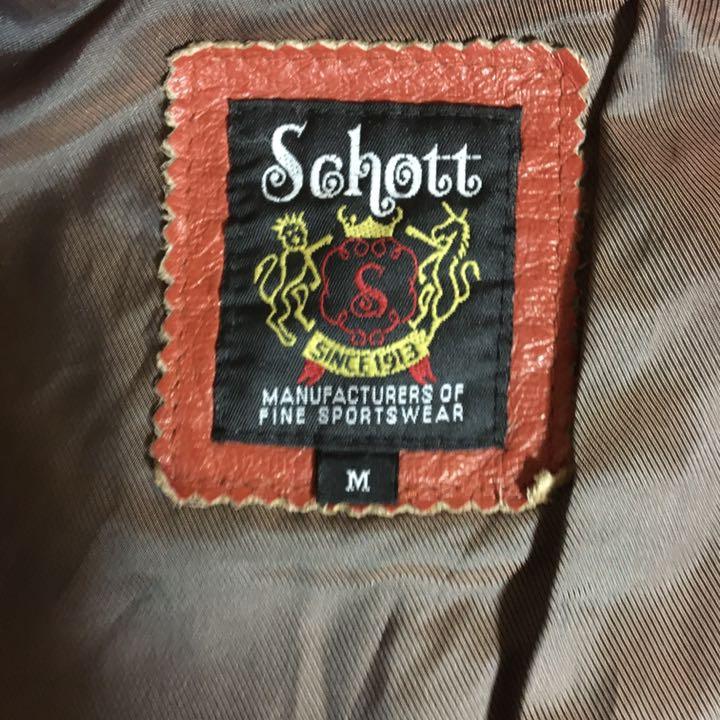 Schott
S
SINCE 1913
MANUFACTURERS OF
FINE SPORTSWEAR
M